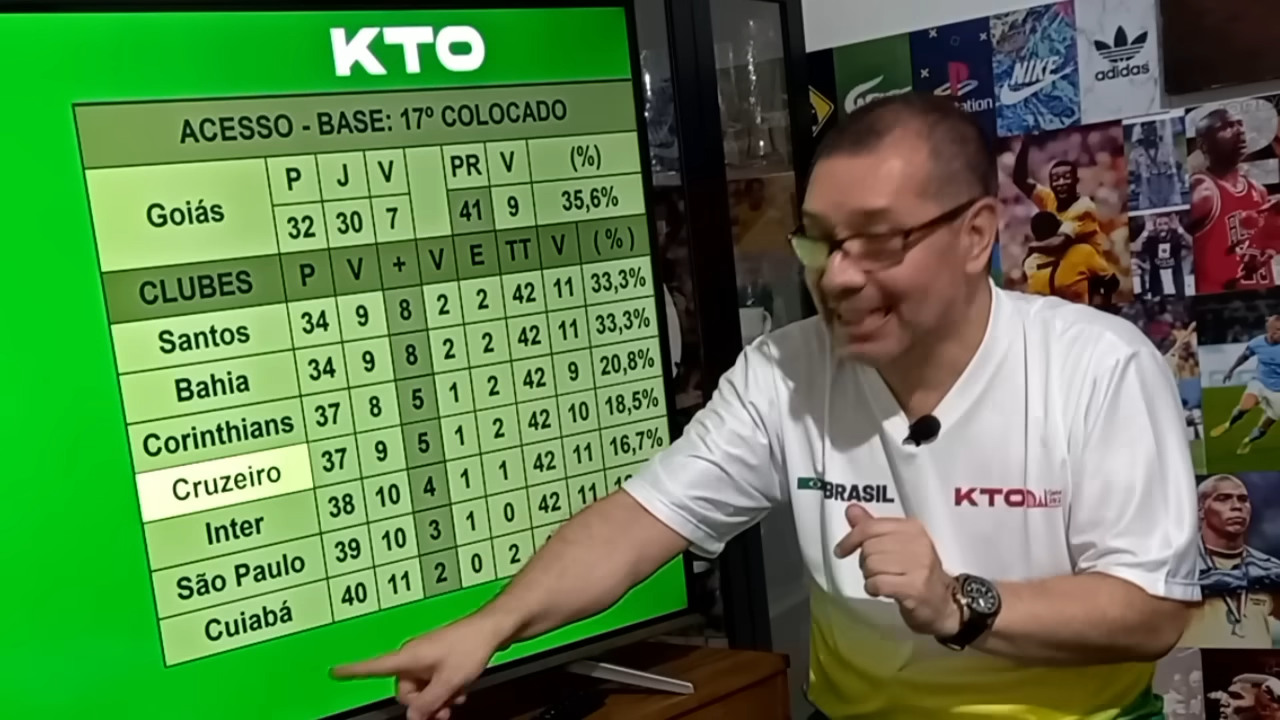 KTO
ACESSO - BASE: 17º COLOCADO
Goiás P J V PR V (%)
32 30 7 41 9 35,6%
CLUBES P V + V E TT V (%)
Santos 34 9 8 2 2 42 11 33,3%
Bahia 34 9 8 2 2 42 11 33,3%
Corinthians 37 8 5 1 2 42 9 20,8%
Cruzeiro 37 9 5 1 2 42 10 18,5%
Inter 38 10 4 1 1 42 11 16,7%
São Paulo 39 10 3 1 0 42 11
Cuiabá 40 11 2 0 2
NIKE
adidas
BRASIL
KTO